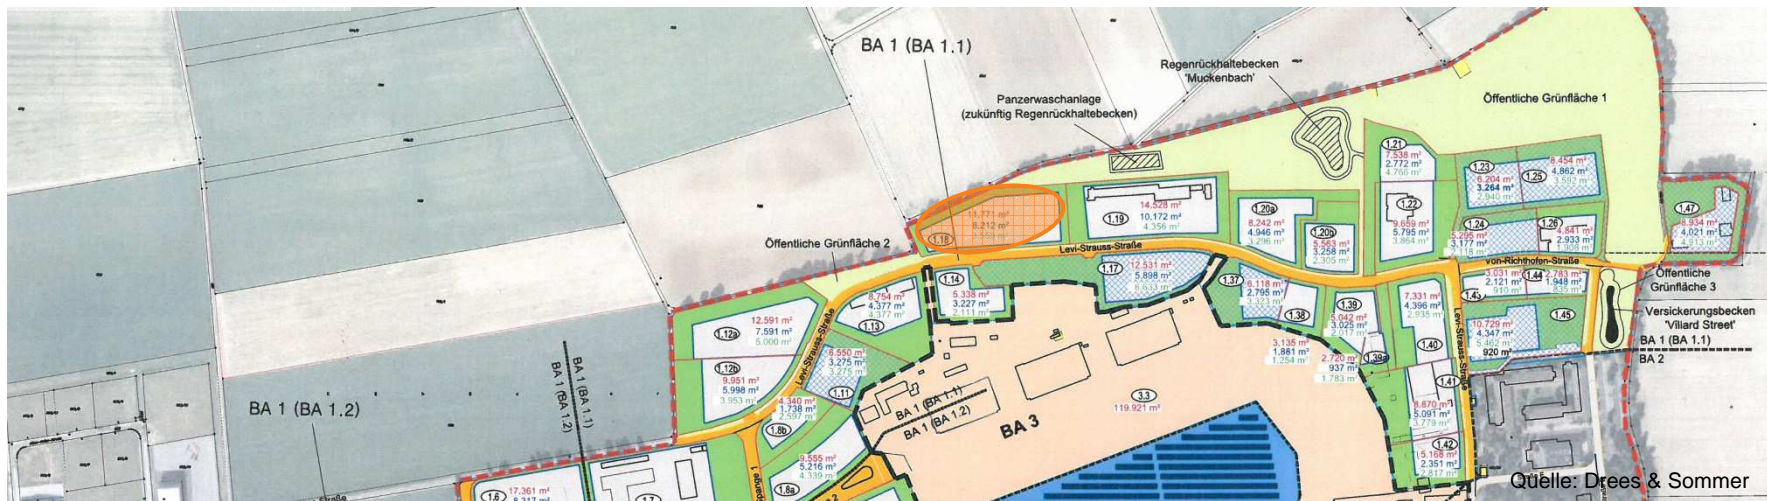 BA 1 (BA 1.1)
Regenrückhaltebecken
'Muckenbach'
Panzerwaschanlage
(zukünftig Regenrückhaltebecken)
Öffentliche Grünfläche 1
1.21
7.538 m²
2.772 m²
4.766 m²
1.23
6.204 m²
3.264 m²
2.940 m²
1.25
8.454 m²
4.862 m²
3.592 m²
1.18
11.771 m²
8.212 m²
1.19
14.528 m²
10.172 m²
4.356 m²
1.20a
8.242 m²
4.946 m²
3.296 m²
1.20b
5.563 m²
3.258 m²
2.305 m²
1.22
9.659 m²
5.795 m²
3.864 m²
1.24
5.295 m²
3.177 m²
2.118 m²
1.26
4.841 m²
2.933 m²
1.908 m²
1.47
8.934 m²
4.021 m²
4.913 m²
Öffentliche Grünfläche 2
Levi-Strauss-Straße
von-Richthofen-Straße
1.14
5.338 m²
3.227 m²
2.111 m²
1.17
12.531 m²
5.898 m²
6.633 m²
1.37
6.118 m²
2.795 m²
3.323 m²
1.38
3.135 m²
1.881 m²
1.254 m²
1.39
5.042 m²
3.025 m²
2.017 m²
1.39a
2.720 m²
937 m²
1.783 m²
7.331 m²
4.396 m²
2.935 m²
1.40
1.43
3.031 m²
2.121 m²
910 m²
1.44
2.783 m²
1.948 m²
835 m²
Öffentliche
Grünfläche 3
1.45
10.729 m²
4.347 m²
5.462 m²
920 m²
Versickerungsbecken
'Villard Street'
BA 1 (BA 1.1)
BA 2
1.12a
12.591 m²
7.591 m²
5.000 m²
8.754 m²
4.377 m²
4.377 m²
1.13
Levi-Strauss-Straße
Levi-Strauss-Straße
1.12b
9.951 m²
5.998 m²
3.953 m²
6.550 m²
3.275 m²
3.275 m²
1.11
4.340 m²
1.738 m²
2.597 m²
1.8b
BA 1 (BA 1.2)
BA 1 (BA 1.1)
BA 1 (BA 1.2)
BA 1 (BA 1.1)
BA 1 (BA 1.2)
BA 3
3.3
119.921 m²
1.41
8.870 m²
5.091 m²
3.779 m²
1.42
5.168 m²
2.351 m²
2.817 m²
9.555 m²
5.216 m²
4.339 m²
1.8a
1.6
17.361 m²
1.7
Quelle: Drees & Sommer